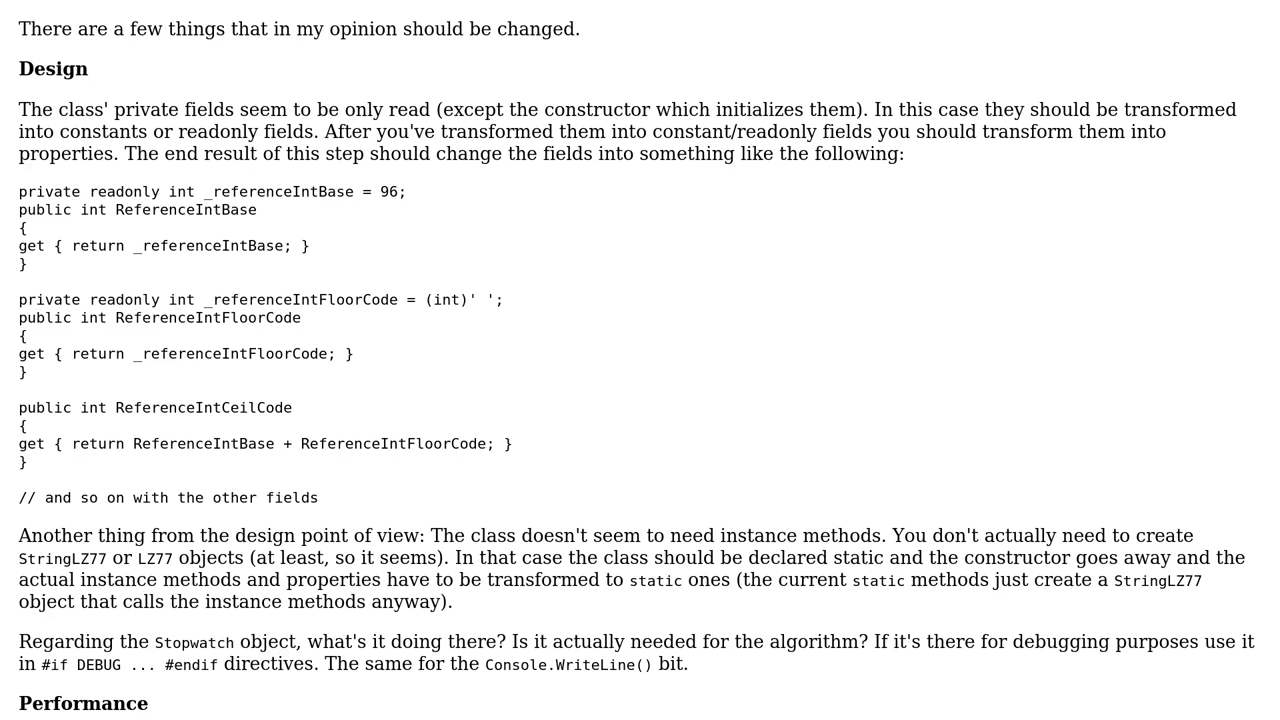 There are a few things that in my opinion should be changed.
Design
The class' private fields seem to be only read (except the constructor which initializes them). In this case they should be transformed
into constants or readonly fields. After you've transformed them into constant/readonly fields you should transform them into
properties. The end result of this step should change the fields into something like the following:
private readonly int _referenceIntBase = 96;
public int ReferenceIntBase
{
get { return _referenceIntBase; }
}
private readonly int _referenceIntFloorCode = (int)' ';
public int ReferenceIntFloorCode
{
get { return _referenceIntFloorCode; }
}
public int ReferenceIntCeilCode
{
get { return ReferenceIntBase + ReferenceIntFloorCode; }
}
// and so on with the other fields
Another thing from the design point of view: The class doesn't seem to need instance methods. You don't actually need to create
StringLZ77 or LZ77 objects (at least, so it seems). In that case the class should be declared static and the constructor goes away and the
actual instance methods and properties have to be transformed to static ones (the current static methods just create a StringLZ77
object that calls the instance methods anyway).
Regarding the Stopwatch object, what's it doing there? Is it actually needed for the algorithm? If it's there for debugging purposes use it
in #if DEBUG ... #endif directives. The same for the Console.WriteLine() bit.
Performance